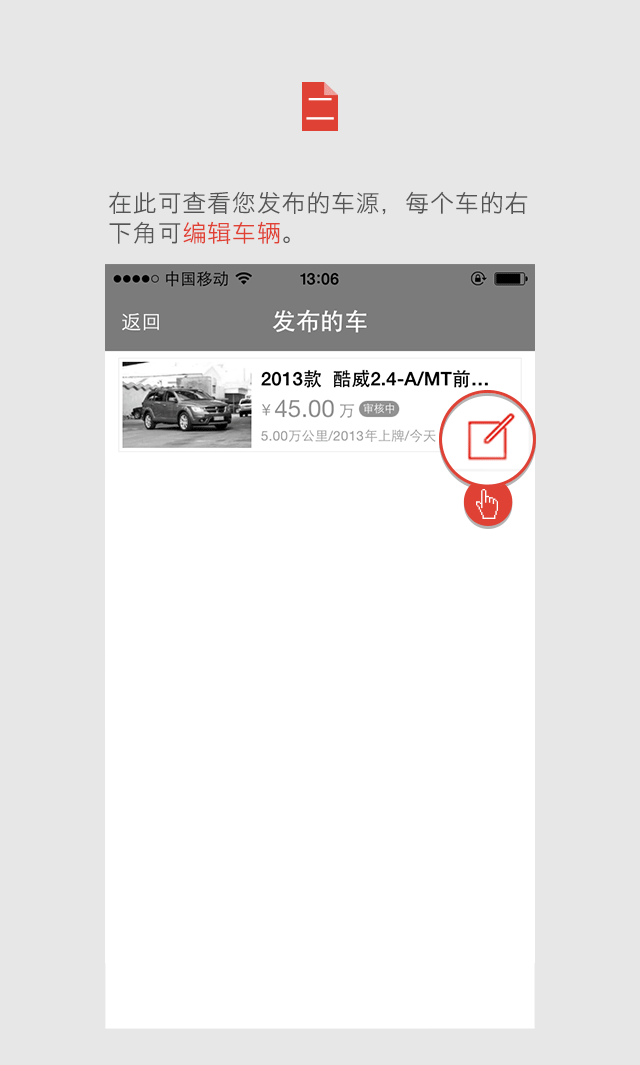 在此可查看您发布的车源，每个车的右
下角可编辑车辆。
中国移动 13:06
返回 发布的车
2013款 酷威2.4-A/MT前...
¥45.00万 审核中
5.00万公里/2013年上牌/今天